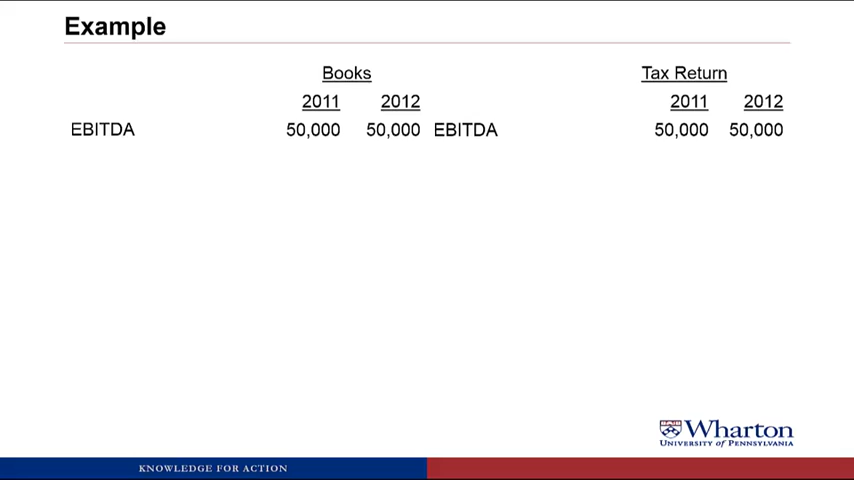 Example
Books Tax Return
2011 2012 2011 2012
EBITDA 50,000 50,000 EBITDA 50,000 50,000
Wharton
UNIVERSITY OF PENNSYLVANIA
KNOWLEDGE FOR ACTION